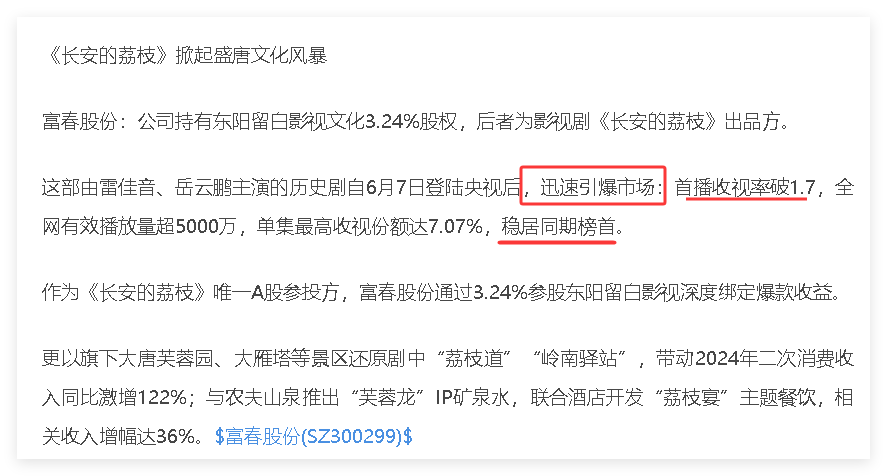 《长安的荔枝》掀起盛唐文化风暴
富春股份：公司持有东阳留白影视文化3.24%股权，后者为影视剧《长安的荔枝》出品方。
这部由雷佳音、岳云鹏主演的历史剧自6月7日登陆央视后，迅速引爆市场：首播收视率破1.7，全
网有效播放量超5000万，单集最高收视份额达7.07%，稳居同期榜首。
作为《长安的荔枝》唯一A股参投方，富春股份通过3.24%参股东阳留白影视深度绑定爆款收益。
更以旗下大唐芙蓉园、大雁塔等景区还原剧中“荔枝道”“岭南驿站”，带动2024年二次消费收
入同比激增122%；与农夫山泉推出“芙蓉龙”IP矿泉水，联合酒店开发“荔枝宴”主题餐饮，相
关收入增幅达36%。$富春股份(SZ300299)$